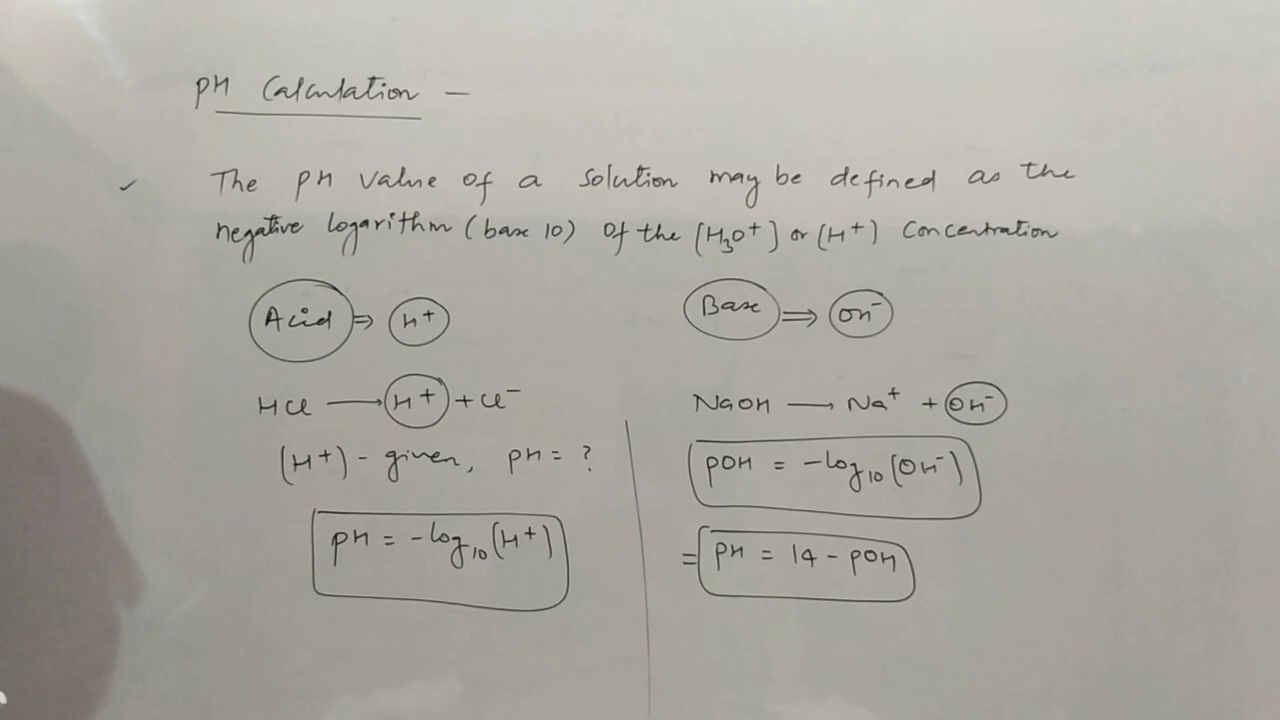 pH Calculation —
✓ The pH value of a solution may be defined as the
negative logarithm (base 10) of the [H₃O⁺] or (H⁺) concentration
Acid ⇒ H⁺
HCl ⟶ H⁺ + Cl⁻
(H⁺) - given, pH = ?
pH = -log₁₀(H⁺)
Base ⇒ OH⁻
NaOH ⟶ Na⁺ + OH⁻
pOH = -log₁₀(OH⁻)
= pH = 14 - pOH